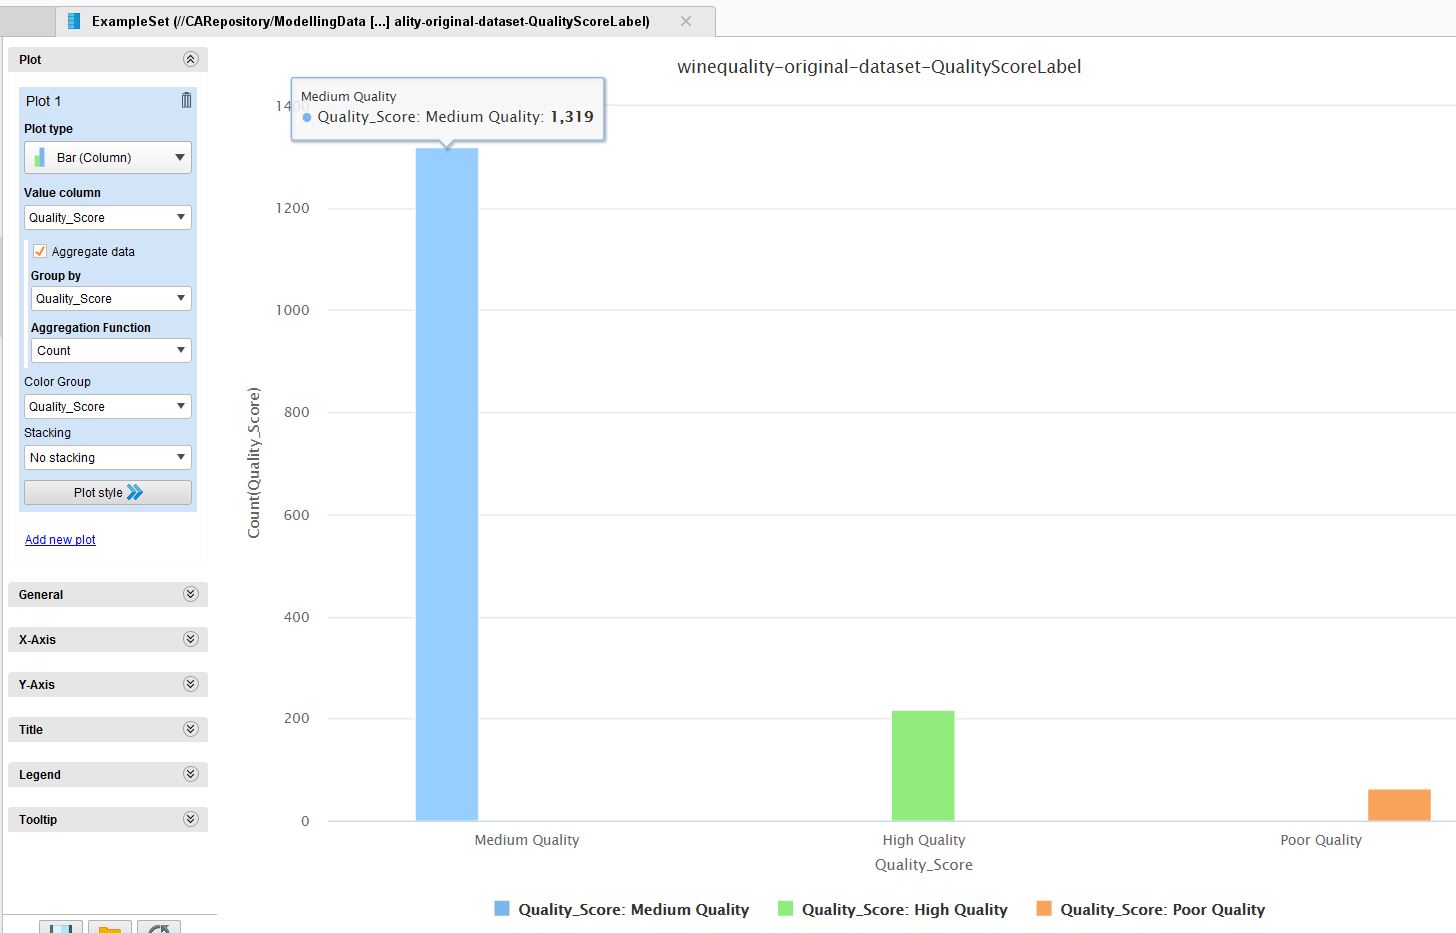 ExampleSet (//CARepository/ModellingData [...] ality-original-dataset-QualityScoreLabel)
Plot
Plot 1
Plot type
Bar (Column)
Value column
Quality_Score
Aggregate data
Group by
Quality_Score
Aggregation Function
Count
Color Group
Quality_Score
Stacking
No stacking
Plot style
Add new plot
General
X-Axis
Y-Axis
Title
Legend
Tooltip
winequality-original-dataset-QualityScoreLabel
Medium Quality
Quality_Score: Medium Quality: 1,319
1400
1200
1000
800
600
400
200
0
Count(Quality_Score)
Medium Quality High Quality Poor Quality
Quality_Score
Quality_Score: Medium Quality Quality_Score: High Quality Quality_Score: Poor Quality